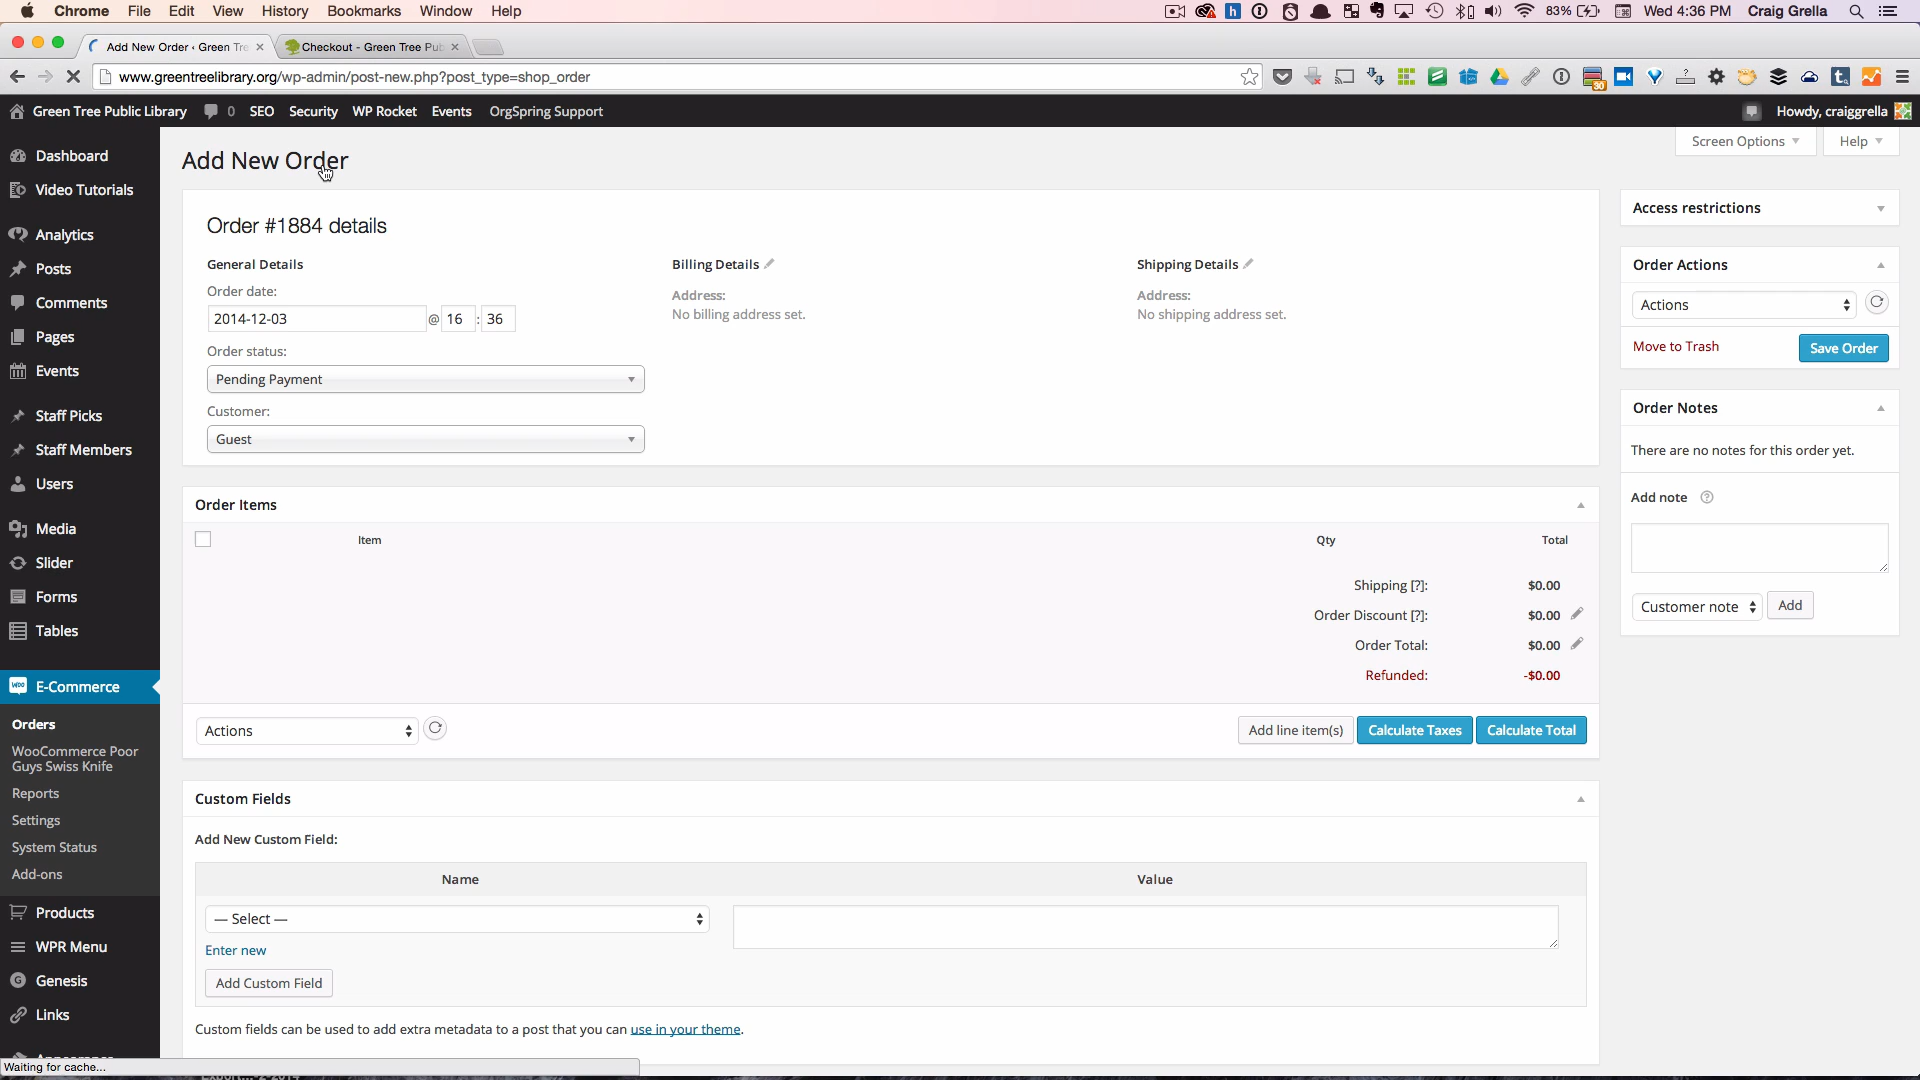 Chrome File Edit View History Bookmarks Window Help 83% Wed 4:36 PM Craig Grella
Add New Order ‹ Green Tre Checkout - Green Tree Pub
www.greentreelibrary.org/wp-admin/post-new.php?post_type=shop_order
Green Tree Public Library 0 SEO Security WP Rocket Events OrgSpring Support Howdy, craiggrella
Screen Options Help
Add New Order
Dashboard
Video Tutorials
Analytics
Posts
Comments
Pages
Events
Staff Picks
Staff Members
Users
Media
Slider
Forms
Tables
E-Commerce
Orders
WooCommerce Poor
Guys Swiss Knife
Reports
Settings
System Status
Add-ons
Products
WPR Menu
Genesis
Links
Waiting for cache...
Order #1884 details
General Details
Order date:
2014-12-03 @ 16 : 36
Order status:
Pending Payment
Customer:
Guest
Billing Details
Address:
No billing address set.
Shipping Details
Address:
No shipping address set.
Order Items
Item Qty Total
Shipping [?]: $0.00
Order Discount [?]: $0.00
Order Total: $0.00
Refunded: -$0.00
Actions Add line item(s) Calculate Taxes Calculate Total
Custom Fields
Add New Custom Field:
Name Value
— Select —
Enter new
Add Custom Field
Custom fields can be used to add extra metadata to a post that you can use in your theme.
Access restrictions
Order Actions
Actions
Move to Trash Save Order
Order Notes
There are no notes for this order yet.
Add note
Customer note Add